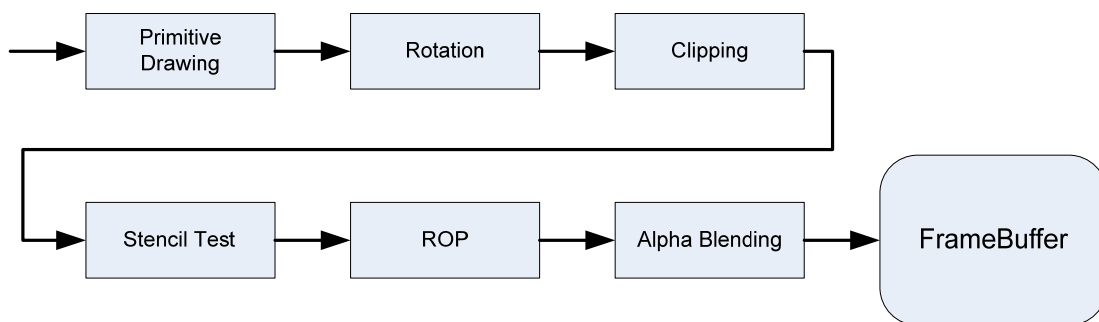 Primitive
Drawing
Rotation
Clipping
Stencil Test
ROP
Alpha Blending
FrameBuffer